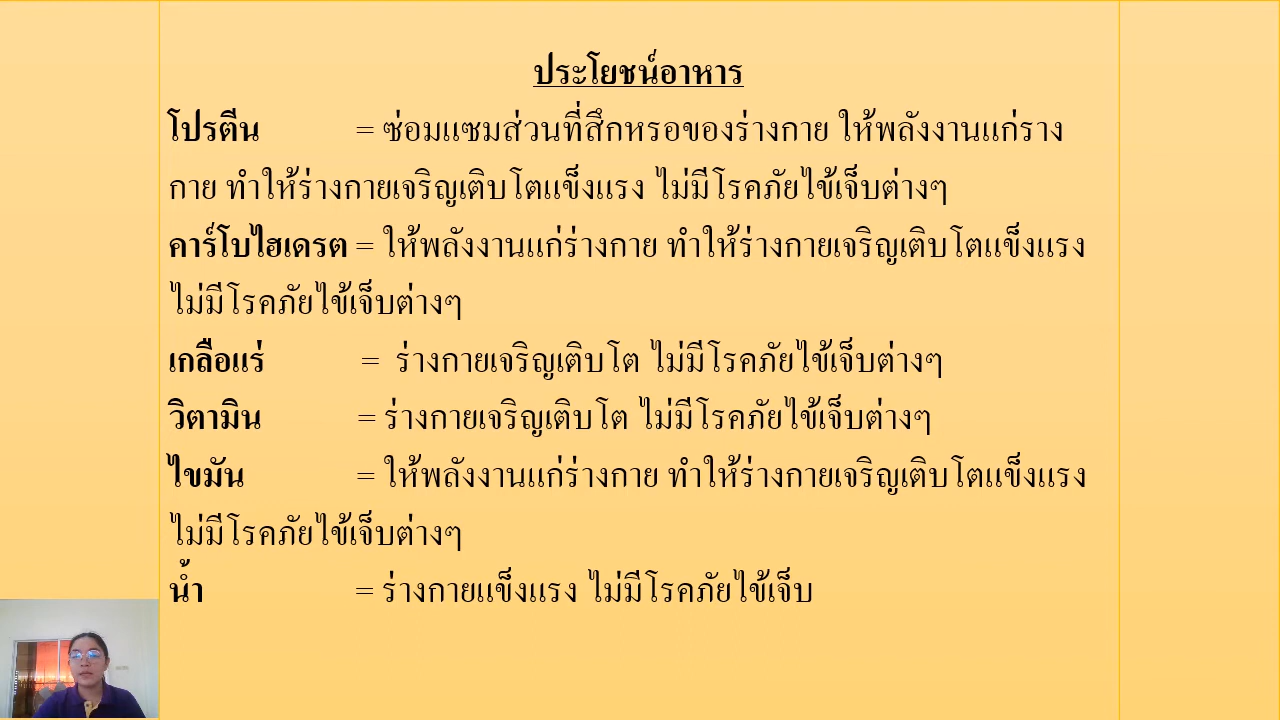 ประโยชน์อาหาร
โปรตีน = ซ่อมแซมส่วนที่สึกหรอของร่างกาย ให้พลังงานแก่ราง
กาย ทำให้ร่างกายเจริญเติบโตแข็งแรง ไม่มีโรคภัยไข้เจ็บต่างๆ
คาร์โบไฮเดรต = ให้พลังงานแก่ร่างกาย ทำให้ร่างกายเจริญเติบโตแข็งแรง
ไม่มีโรคภัยไข้เจ็บต่างๆ
เกลือแร่ = ร่างกายเจริญเติบโต ไม่มีโรคภัยไข้เจ็บต่างๆ
วิตามิน = ร่างกายเจริญเติบโต ไม่มีโรคภัยไข้เจ็บต่างๆ
ไขมัน = ให้พลังงานแก่ร่างกาย ทำให้ร่างกายเจริญเติบโตแข็งแรง
ไม่มีโรคภัยไข้เจ็บต่างๆ
น้ำ = ร่างกายแข็งแรง ไม่มีโรคภัยไข้เจ็บ